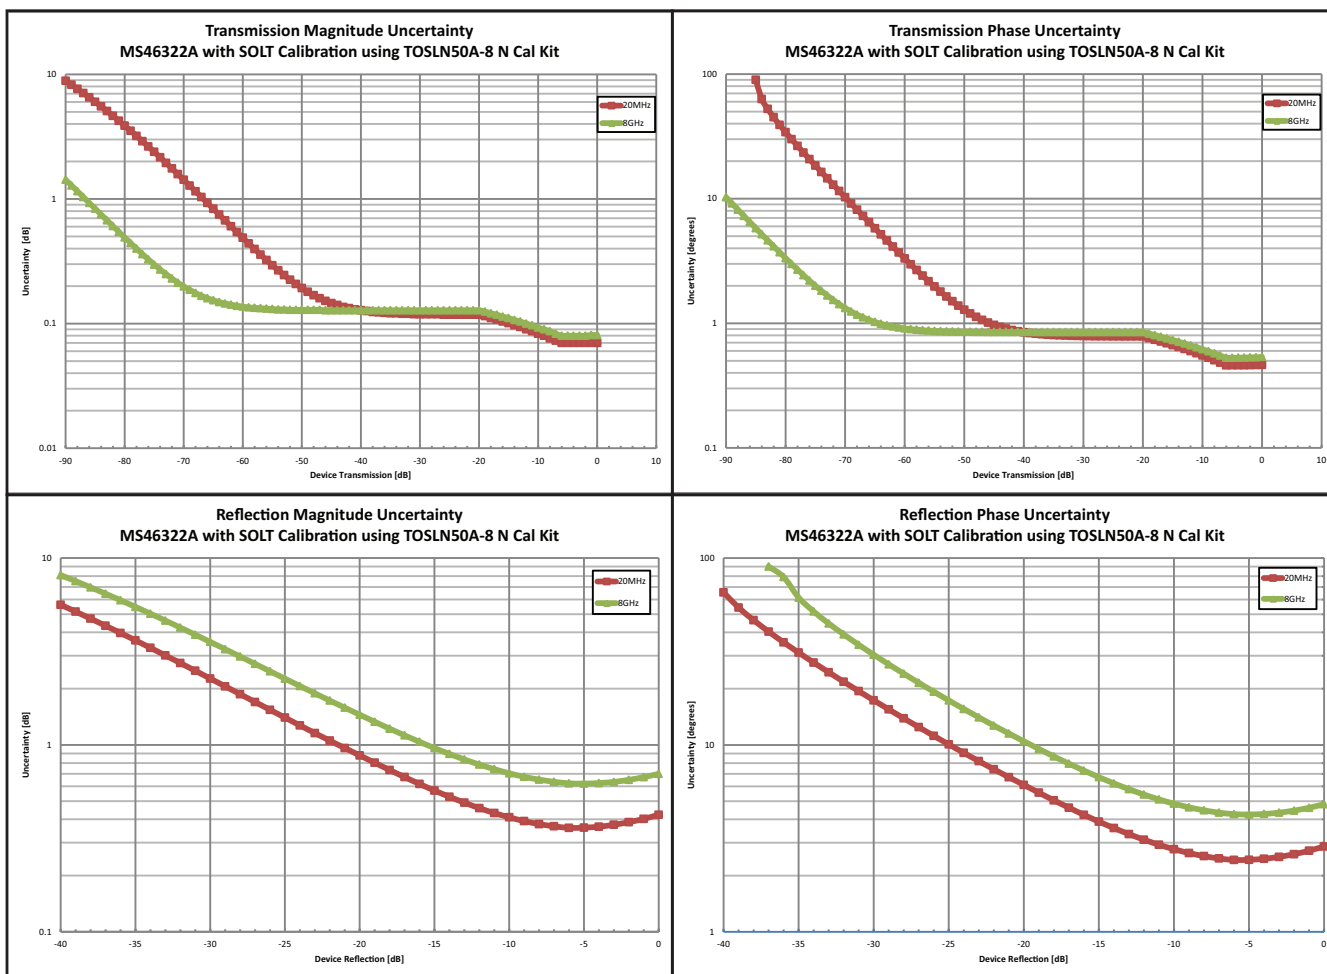 Transmission Magnitude Uncertainty
MS46322A with SOLT Calibration using TOSLN50A-8 N Cal Kit
10
1
0.1
0.01
Uncertainty [dB]
20MHz
8GHz
-90 -80 -70 -60 -50 -40 -30 -20 -10 0 10
Device Transmission [dB]
Transmission Phase Uncertainty
MS46322A with SOLT Calibration using TOSLN50A-8 N Cal Kit
100
10
1
0.1
Uncertainty [degrees]
20MHz
8GHz
-90 -80 -70 -60 -50 -40 -30 -20 -10 0 10
Device Transmission [dB]
Reflection Magnitude Uncertainty
MS46322A with SOLT Calibration using TOSLN50A-8 N Cal Kit
10
1
0.1
Uncertainty [dB]
20MHz
8GHz
-40 -35 -30 -25 -20 -15 -10 -5 0
Device Reflection [dB]
Reflection Phase Uncertainty
MS46322A with SOLT Calibration using TOSLN50A-8 N Cal Kit
100
10
1
Uncertainty [degrees]
20MHz
8GHz
-40 -35 -30 -25 -20 -15 -10 -5 0
Device Reflection [dB]